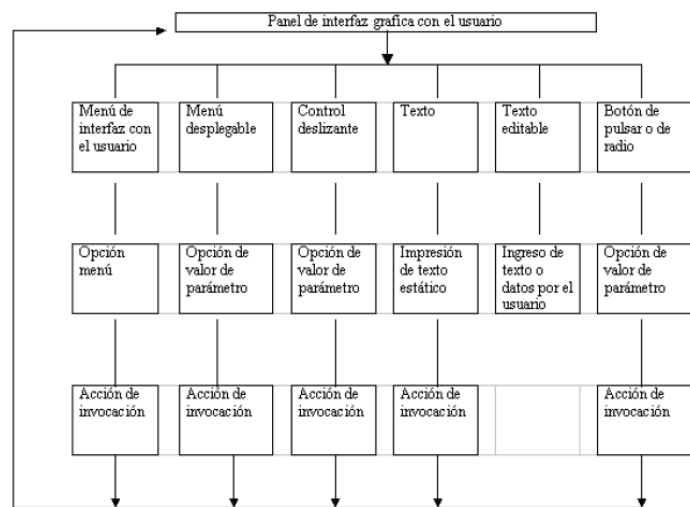 Panel de interfaz grafica con el usuario
Menú de
interfaz con
el usuario
Menú
desplegable
Control
deslizante
Texto
Texto
editable
Botón de
pulsar o de
radio
Opción
menú
Opción de
valor de
parámetro
Opción de
valor de
parámetro
Impresión
de texto
estático
Ingreso de
texto o
datos por el
usuario
Opción de
valor de
parámetro
Acción de
invocación
Acción de
invocación
Acción de
invocación
Acción de
invocación
Acción de
invocación